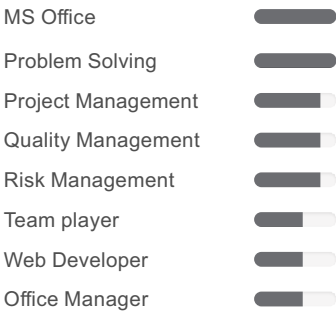 MS Office
Problem Solving
Project Management
Quality Management
Risk Management
Team player
Web Developer
Office Manager